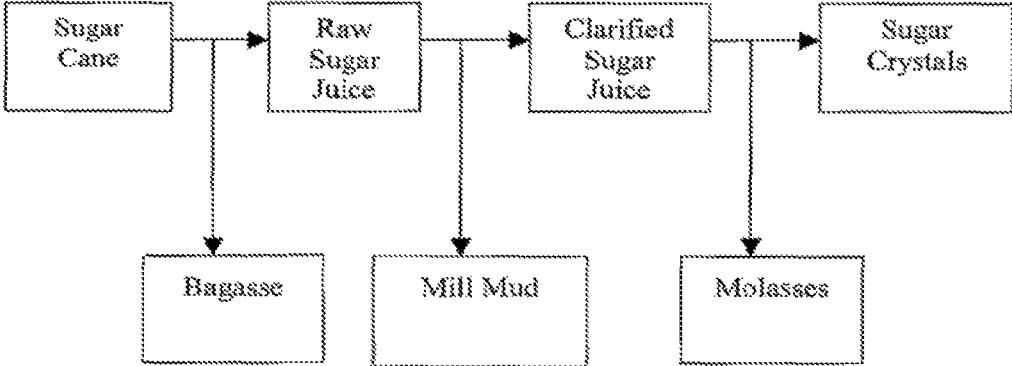 Sugar
Cane
Raw
Sugar
Juice
Clarified
Sugar
Juice
Sugar
Crystals
Bagasse
Mill Mud
Molasses